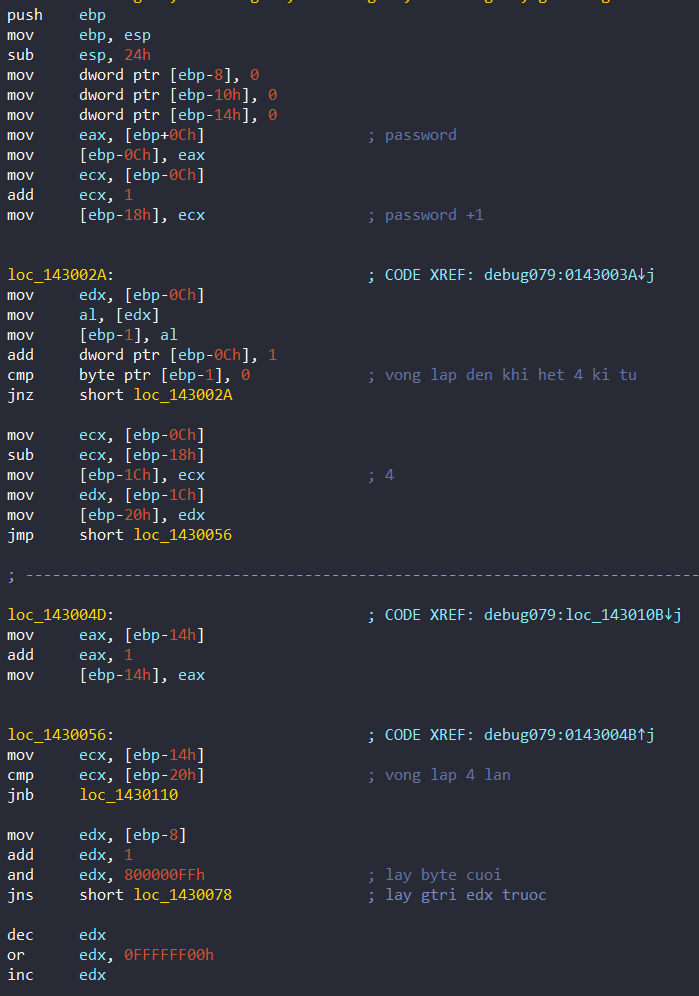 push ebp
mov ebp, esp
sub esp, 24h
mov dword ptr [ebp-8], 0
mov dword ptr [ebp-10h], 0
mov dword ptr [ebp-14h], 0
mov eax, [ebp+0Ch] ; password
mov [ebp-0Ch], eax
mov ecx, [ebp-0Ch]
add ecx, 1
mov [ebp-18h], ecx ; password +1
loc_143002A: ; CODE XREF: debug079:0143003A↓j
mov edx, [ebp-0Ch]
mov al, [edx]
mov [ebp-1], al
add dword ptr [ebp-0Ch], 1
cmp byte ptr [ebp-1], 0 ; vong lap den khi het 4 ki tu
jnz short loc_143002A
mov ecx, [ebp-0Ch]
sub ecx, [ebp-18h]
mov [ebp-1Ch], ecx ; 4
mov edx, [ebp-1Ch]
mov [ebp-20h], edx
jmp short loc_1430056
; ---------------------------------------------------------------------------
loc_143004D: ; CODE XREF: debug079:loc_143010B↓j
mov eax, [ebp-14h]
add eax, 1
mov [ebp-14h], eax
loc_1430056: ; CODE XREF: debug079:0143004B↑j
mov ecx, [ebp-14h]
cmp ecx, [ebp-20h] ; vong lap 4 lan
jnb loc_1430110
mov edx, [ebp-8]
add edx, 1
and edx, 800000FFh ; lay byte cuoi
jns short loc_1430078 ; lay gtri edx truoc
dec edx
or edx, 0FFFFFF00h
inc edx